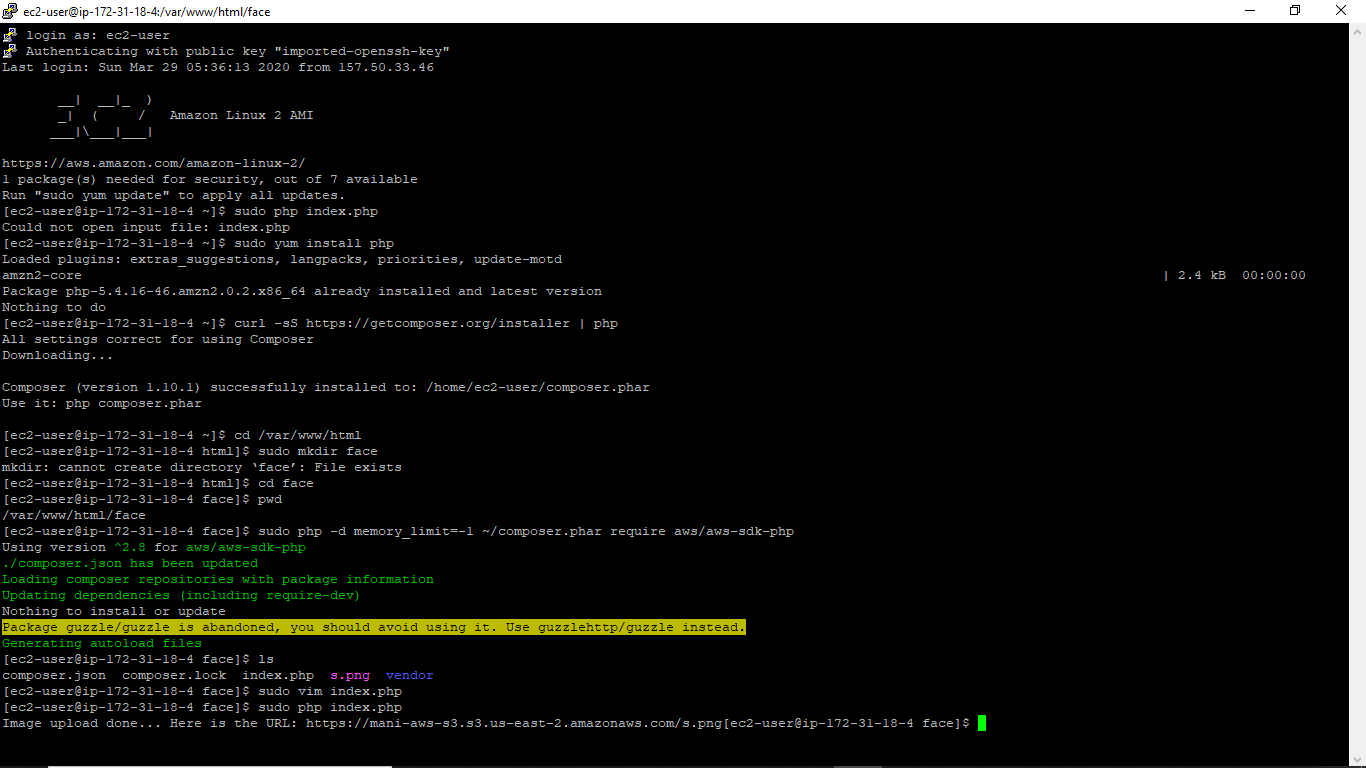 ec2-user@ip-172-31-18-4:/var/www/html/face
login as: ec2-user
Authenticating with public key "imported-openssh-key"
Last login: Sun Mar 29 05:36:13 2020 from 157.50.33.46
__|  __|_  )
_|  (     /   Amazon Linux 2 AMI
___|\___|___|
https://aws.amazon.com/amazon-linux-2/
1 package(s) needed for security, out of 7 available
Run "sudo yum update" to apply all updates.
[ec2-user@ip-172-31-18-4 ~]$ sudo php index.php
Could not open input file: index.php
[ec2-user@ip-172-31-18-4 ~]$ sudo yum install php
Loaded plugins: extras_suggestions, langpacks, priorities, update-motd
amzn2-core | 2.4 kB  00:00:00
Package php-5.4.16-46.amzn2.0.2.x86_64 already installed and latest version
Nothing to do
[ec2-user@ip-172-31-18-4 ~]$ curl -sS https://getcomposer.org/installer | php
All settings correct for using Composer
Downloading...
Composer (version 1.10.1) successfully installed to: /home/ec2-user/composer.phar
Use it: php composer.phar
[ec2-user@ip-172-31-18-4 ~]$ cd /var/www/html
[ec2-user@ip-172-31-18-4 html]$ sudo mkdir face
mkdir: cannot create directory ‘face’: File exists
[ec2-user@ip-172-31-18-4 html]$ cd face
[ec2-user@ip-172-31-18-4 face]$ pwd
/var/www/html/face
[ec2-user@ip-172-31-18-4 face]$ sudo php -d memory_limit=-1 ~/composer.phar require aws/aws-sdk-php
Using version ^2.8 for aws/aws-sdk-php
./composer.json has been updated
Loading composer repositories with package information
Updating dependencies (including require-dev)
Nothing to install or update
Package guzzle/guzzle is abandoned, you should avoid using it. Use guzzlehttp/guzzle instead.
Generating autoload files
[ec2-user@ip-172-31-18-4 face]$ ls
composer.json  composer.lock  index.php  s.png  vendor
[ec2-user@ip-172-31-18-4 face]$ sudo vim index.php
[ec2-user@ip-172-31-18-4 face]$ sudo php index.php
Image upload done... Here is the URL: https://mani-aws-s3.s3.us-east-2.amazonaws.com/s.png[ec2-user@ip-172-31-18-4 face]$